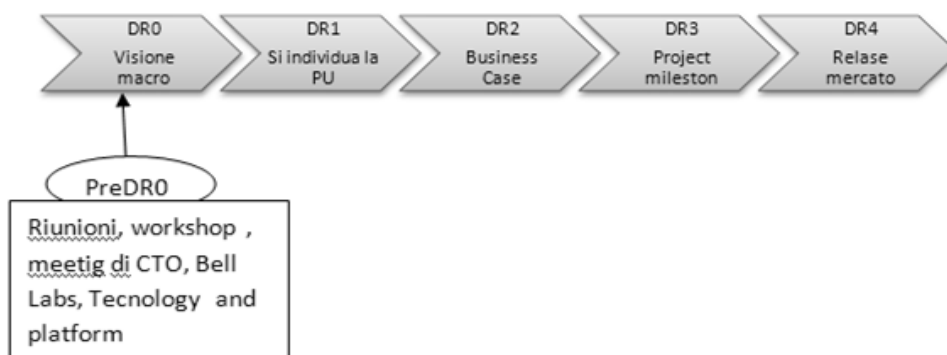 DR0
Visione
macro
DR1
Si individua la
PU
DR2
Business
Case
DR3
Project
mileston
DR4
Relase
mercato
PreDR0
Riunioni, workshop ,
meetig di CTO, Bell
Labs, Tecnology and
platform